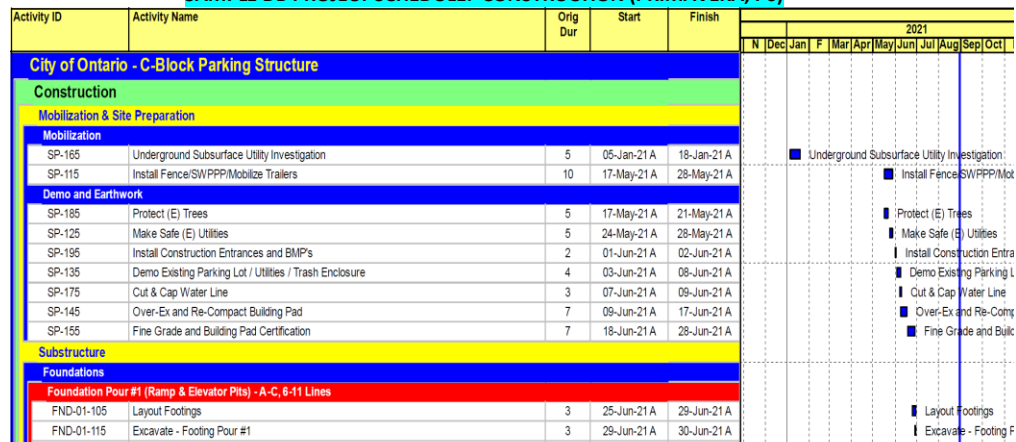 SAMPLE DB PROJECT SCHEDULE: CONSTRUCTION (PRIMAVERA, P6)
Activity ID Activity Name Orig Dur Start Finish
2021
N Dec Jan F Mar Apr May Jun Jul Aug Sep Oct
City of Ontario - C-Block Parking Structure
Construction
Mobilization & Site Preparation
Mobilization
SP-165 Underground Subsurface Utility Investigation 5 05-Jan-21 A 18-Jan-21 A Underground Subsurface Utility Investigation
SP-115 Install Fence/SWPPP/Mobilize Trailers 10 17-May-21 A 28-May-21 A Install Fence/SWPPP/Mob
Demo and Earthwork
SP-185 Protect (E) Trees 5 17-May-21 A 21-May-21 A Protect (E) Trees
SP-125 Make Safe (E) Utilities 5 24-May-21 A 28-May-21 A Make Safe (E) Utilities
SP-195 Install Construction Entrances and BMP's 2 01-Jun-21 A 02-Jun-21 A Install Construction Entra
SP-135 Demo Existing Parking Lot / Utilities / Trash Enclosure 4 03-Jun-21 A 08-Jun-21 A Demo Existing Parking L
SP-175 Cut & Cap Water Line 3 07-Jun-21 A 09-Jun-21 A Cut & Cap Water Line
SP-145 Over-Ex and Re-Compact Building Pad 7 09-Jun-21 A 17-Jun-21 A Over-Ex and Re-Comp
SP-155 Fine Grade and Building Pad Certification 7 18-Jun-21 A 28-Jun-21 A Fine Grade and Build
Substructure
Foundations
Foundation Pour #1 (Ramp & Elevator Pits) - A-C, 6-11 Lines
FND-01-105 Layout Footings 3 25-Jun-21 A 29-Jun-21 A Layout Footings
FND-01-115 Excavate - Footing Pour #1 3 29-Jun-21 A 30-Jun-21 A Excavate - Footing P